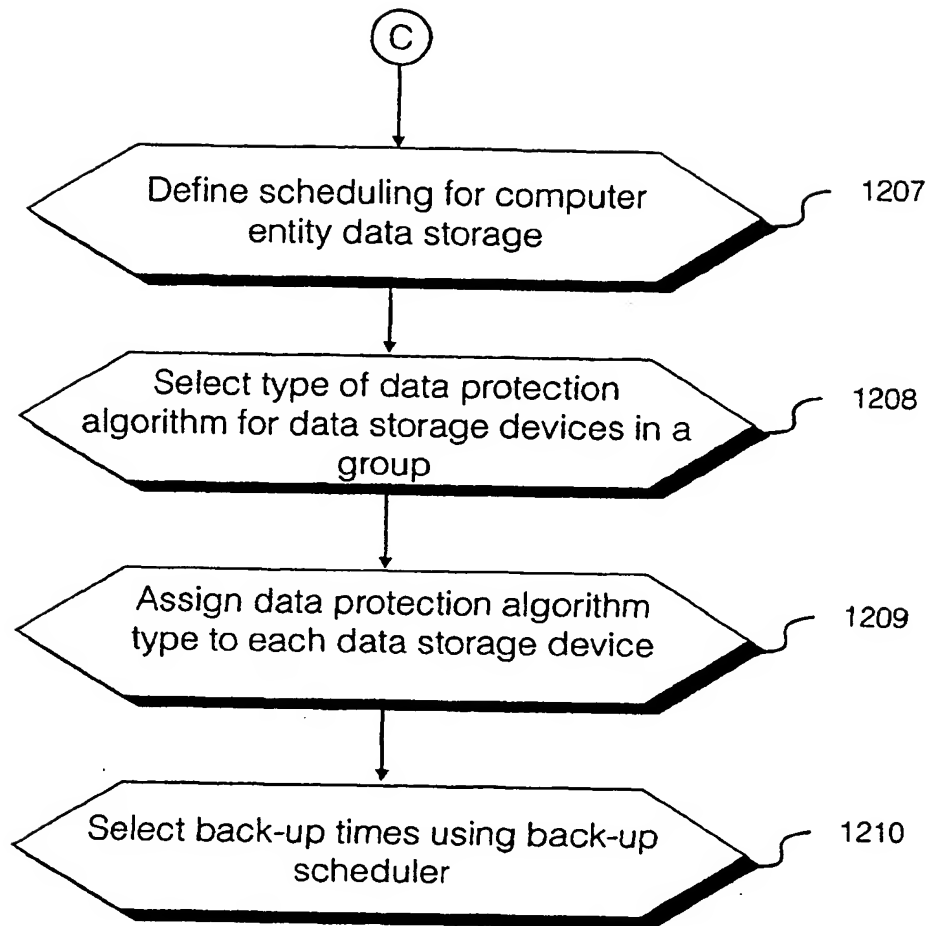 C
Define scheduling for computer
entity data storage
1207
Select type of data protection
algorithm for data storage devices in a
group
1208
Assign data protection algorithm
type to each data storage device
1209
Select back-up times using back-up
scheduler
1210